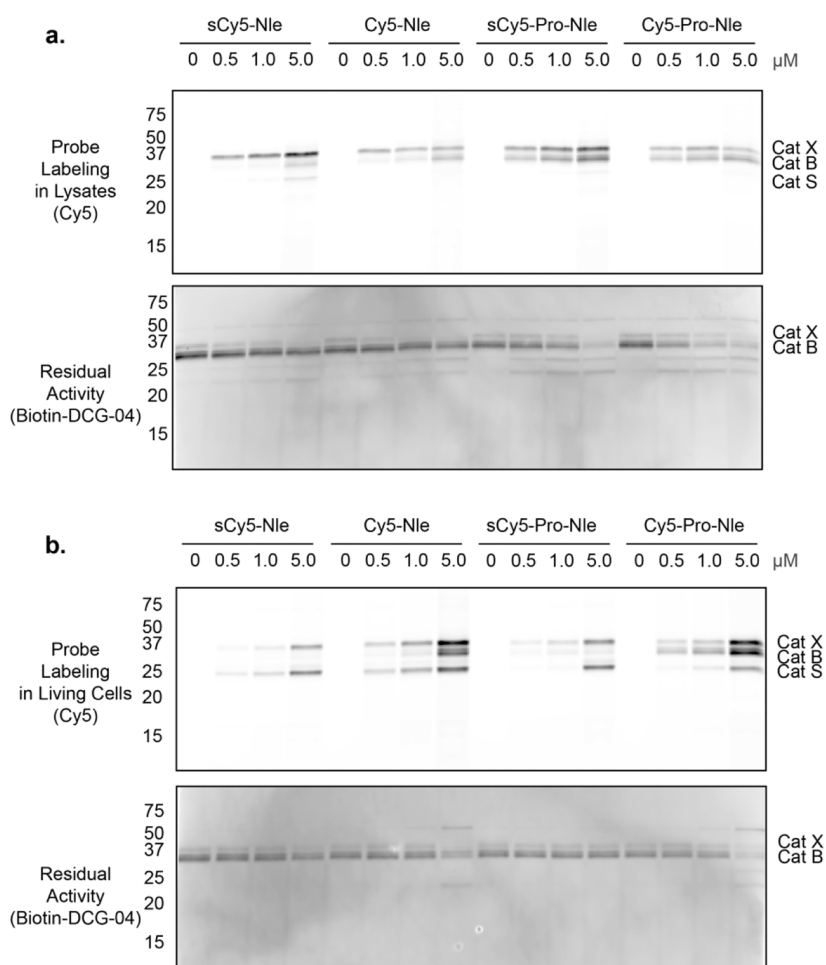 a.
sCy5-Nle Cy5-Nle sCy5-Pro-Nle Cy5-Pro-Nle
0 0.5 1.0 5.0 0 0.5 1.0 5.0 0 0.5 1.0 5.0 0 0.5 1.0 5.0 μM
Probe
Labeling
in Lysates
(Cy5)
75
50
37
25
20
15
Cat X
Cat B
Cat S
Residual
Activity
(Biotin-DCG-04)
75
50
37
25
20
15
Cat X
Cat B
b.
sCy5-Nle Cy5-Nle sCy5-Pro-Nle Cy5-Pro-Nle
0 0.5 1.0 5.0 0 0.5 1.0 5.0 0 0.5 1.0 5.0 0 0.5 1.0 5.0 μM
Probe
Labeling
in Living Cells
(Cy5)
75
50
37
25
20
15
Cat X
Cat B
Cat S
Residual
Activity
(Biotin-DCG-04)
75
50
37
25
20
15
Cat X
Cat B